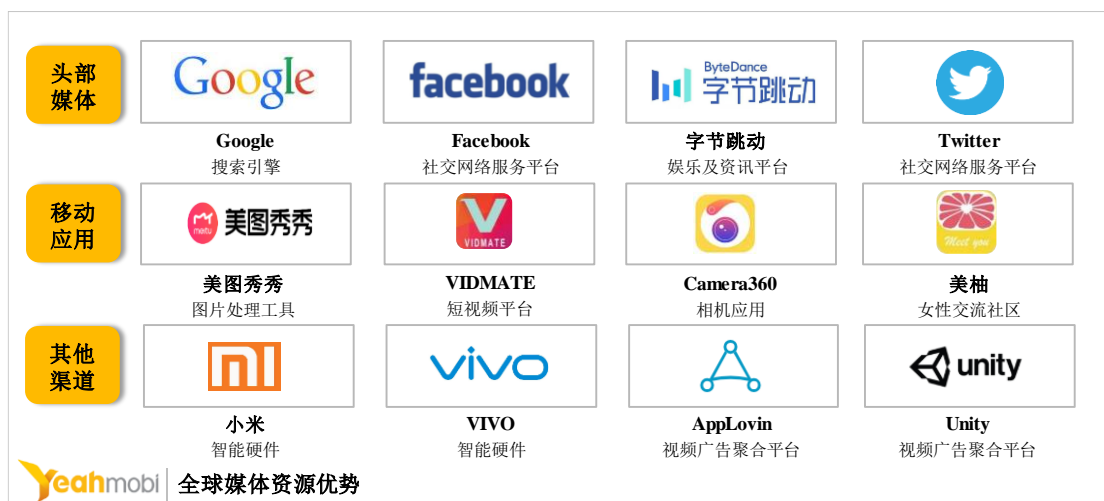 头部
媒体
Google
facebook
ByteDance
字节跳动
Google
Facebook
字节跳动
Twitter
搜索引擎
社交网络服务平台
娱乐及资讯平台
社交网络服务平台
移动
应用
meitu
美图秀秀
VIDMATE
Meet you
美图秀秀
VIDMATE
Camera360
美柚
图片处理工具
短视频平台
相机应用
女性交流社区
其他
渠道
mi
vivo
unity
小米
VIVO
AppLovin
Unity
智能硬件
智能硬件
视频广告聚合平台
视频广告聚合平台
Yeahmobi
全球媒体资源优势